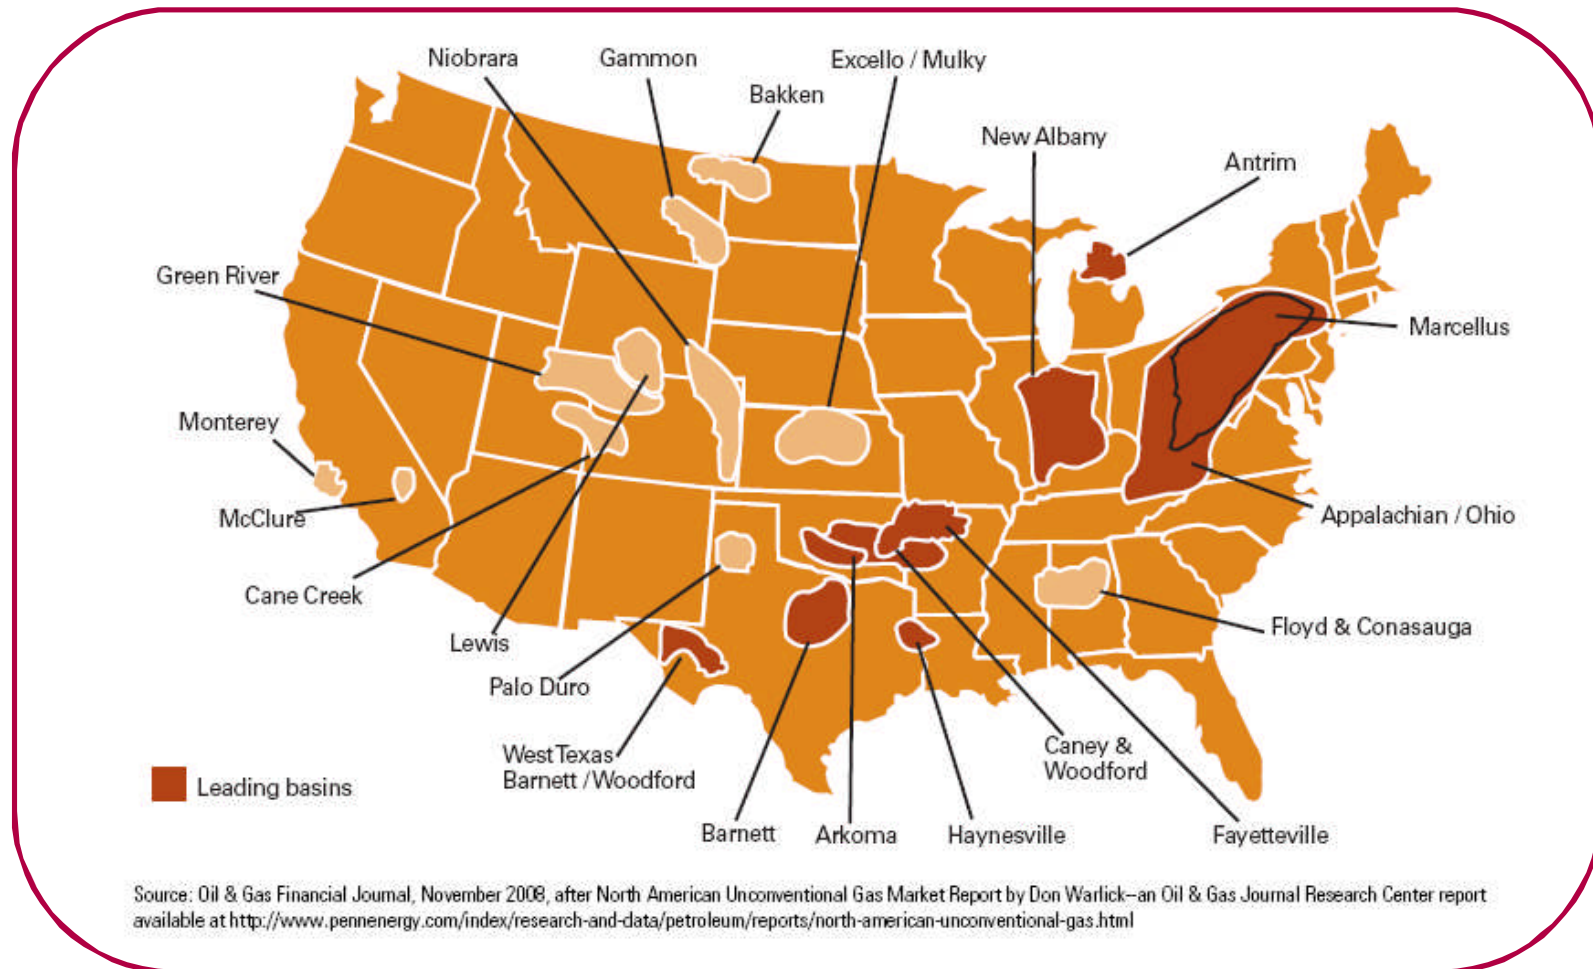 Niobrara
Gammon
Excello / Mulky
Bakken
New Albany
Antrim
Green River
Marcellus
Monterey
McClure
Appalachian / Ohio
Cane Creek
Floyd & Conasauga
Lewis
Palo Duro
West Texas
Barnett / Woodford
Caney &
Woodford
Leading basins
Barnett
Arkoma
Haynesville
Fayetteville
Source: Oil & Gas Financial Journal, November 2008, after North American Unconventional Gas Market Report by Don Warlick–an Oil & Gas Journal Research Center report
available at http://www.pennenergy.com/index/research-and-data/petroleum/reports/north-american-unconventional-gas.html